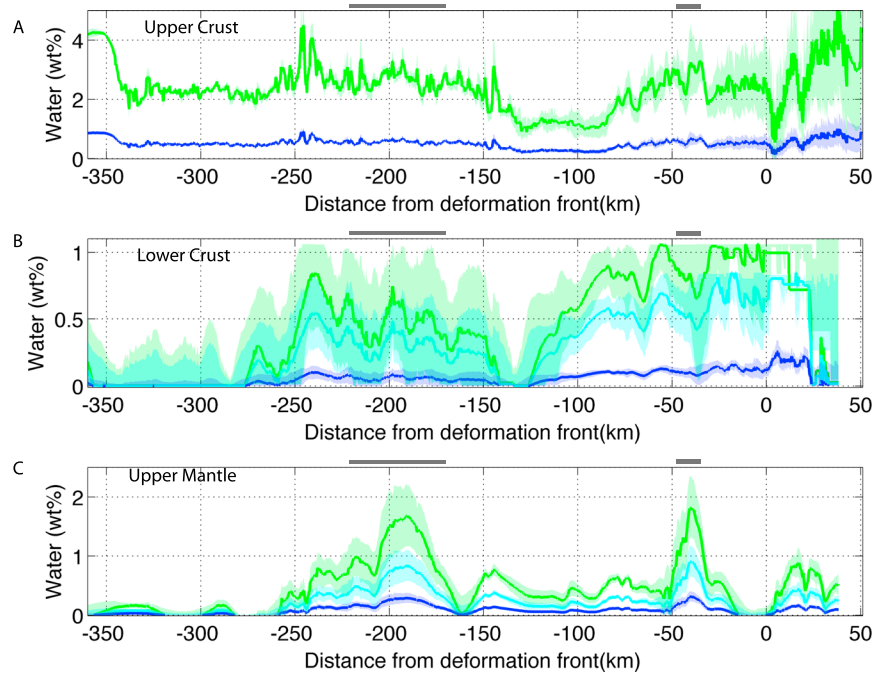 A
Upper Crust
Water (wt%)
4
2
0
-350 -300 -250 -200 -150 -100 -50 0 50
Distance from deformation front(km)
B
Lower Crust
Water (wt%)
1
0.5
0
-350 -300 -250 -200 -150 -100 -50 0 50
Distance from deformation front(km)
C
Upper Mantle
Water (wt%)
2
1
0
-350 -300 -250 -200 -150 -100 -50 0 50
Distance from deformation front(km)